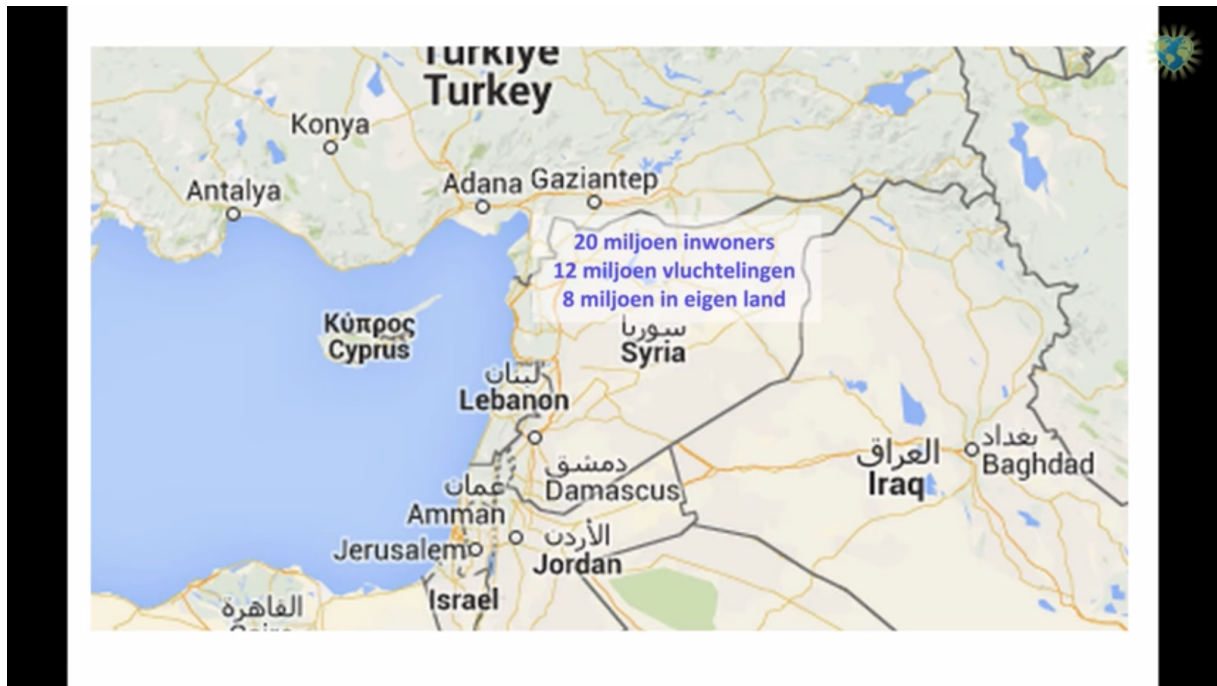 Türkiye
Turkey
Konya
Antalya
Adana
Gaziantep
20 miljoen inwoners
12 miljoen vluchtelingen
8 miljoen in eigen land
Κύπρος
Cyprus
سوريا
Syria
لبنان
Lebanon
دمشق
Damascus
العراق
Iraq
بغداد
Baghdad
عمان
Amman
Jerusalem
الأردن
Jordan
Israel
القاهرة